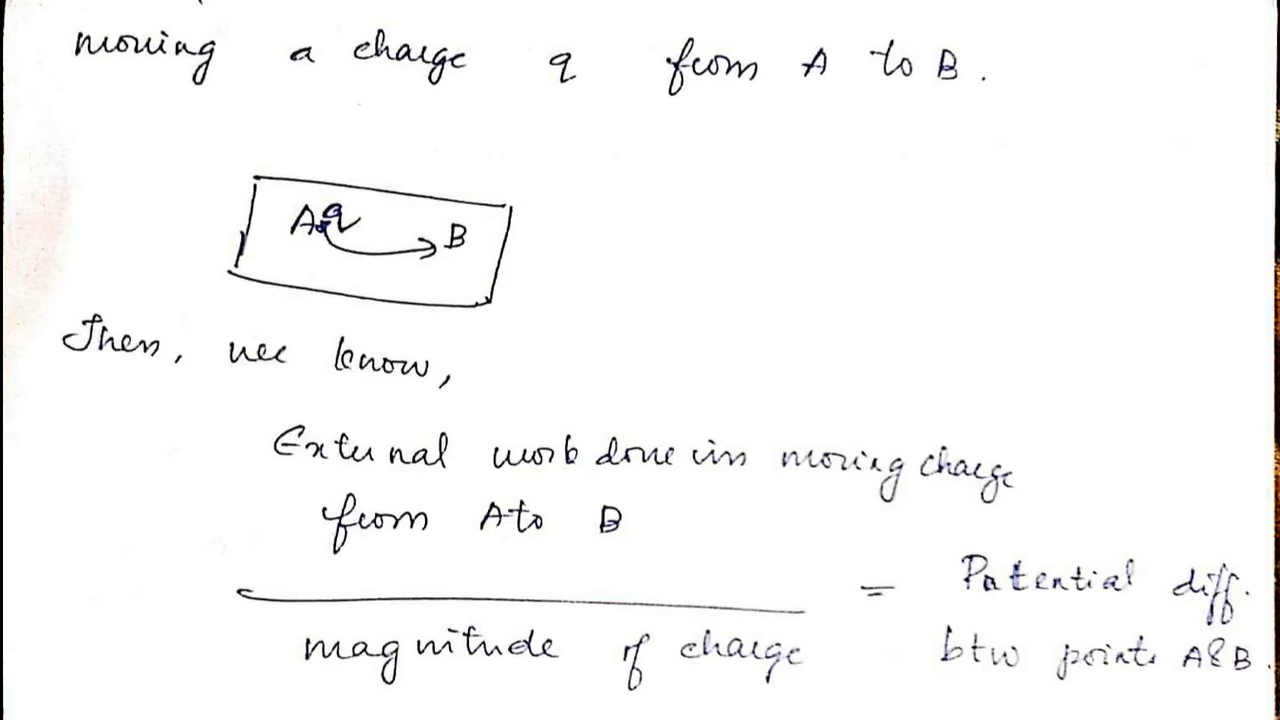 moving a charge q from A to B.
A q B
Then, we know,
External work done in moving charge
from A to B
magnitude of charge
= Potential diff.
btw points A & B.